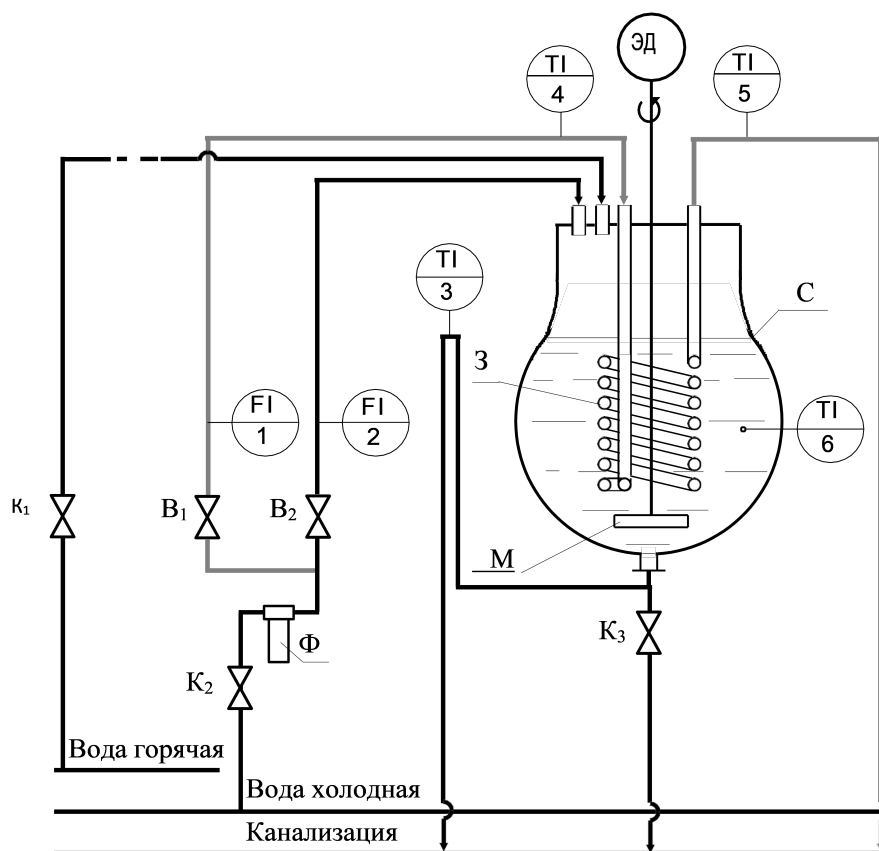 ЭД
TI
4
TI
5
TI
3
С
З
FI
1
FI
2
TI
6
К₁
В₁
В₂
М
К₃
Ф
К₂
Вода горячая
Вода холодная
Канализация